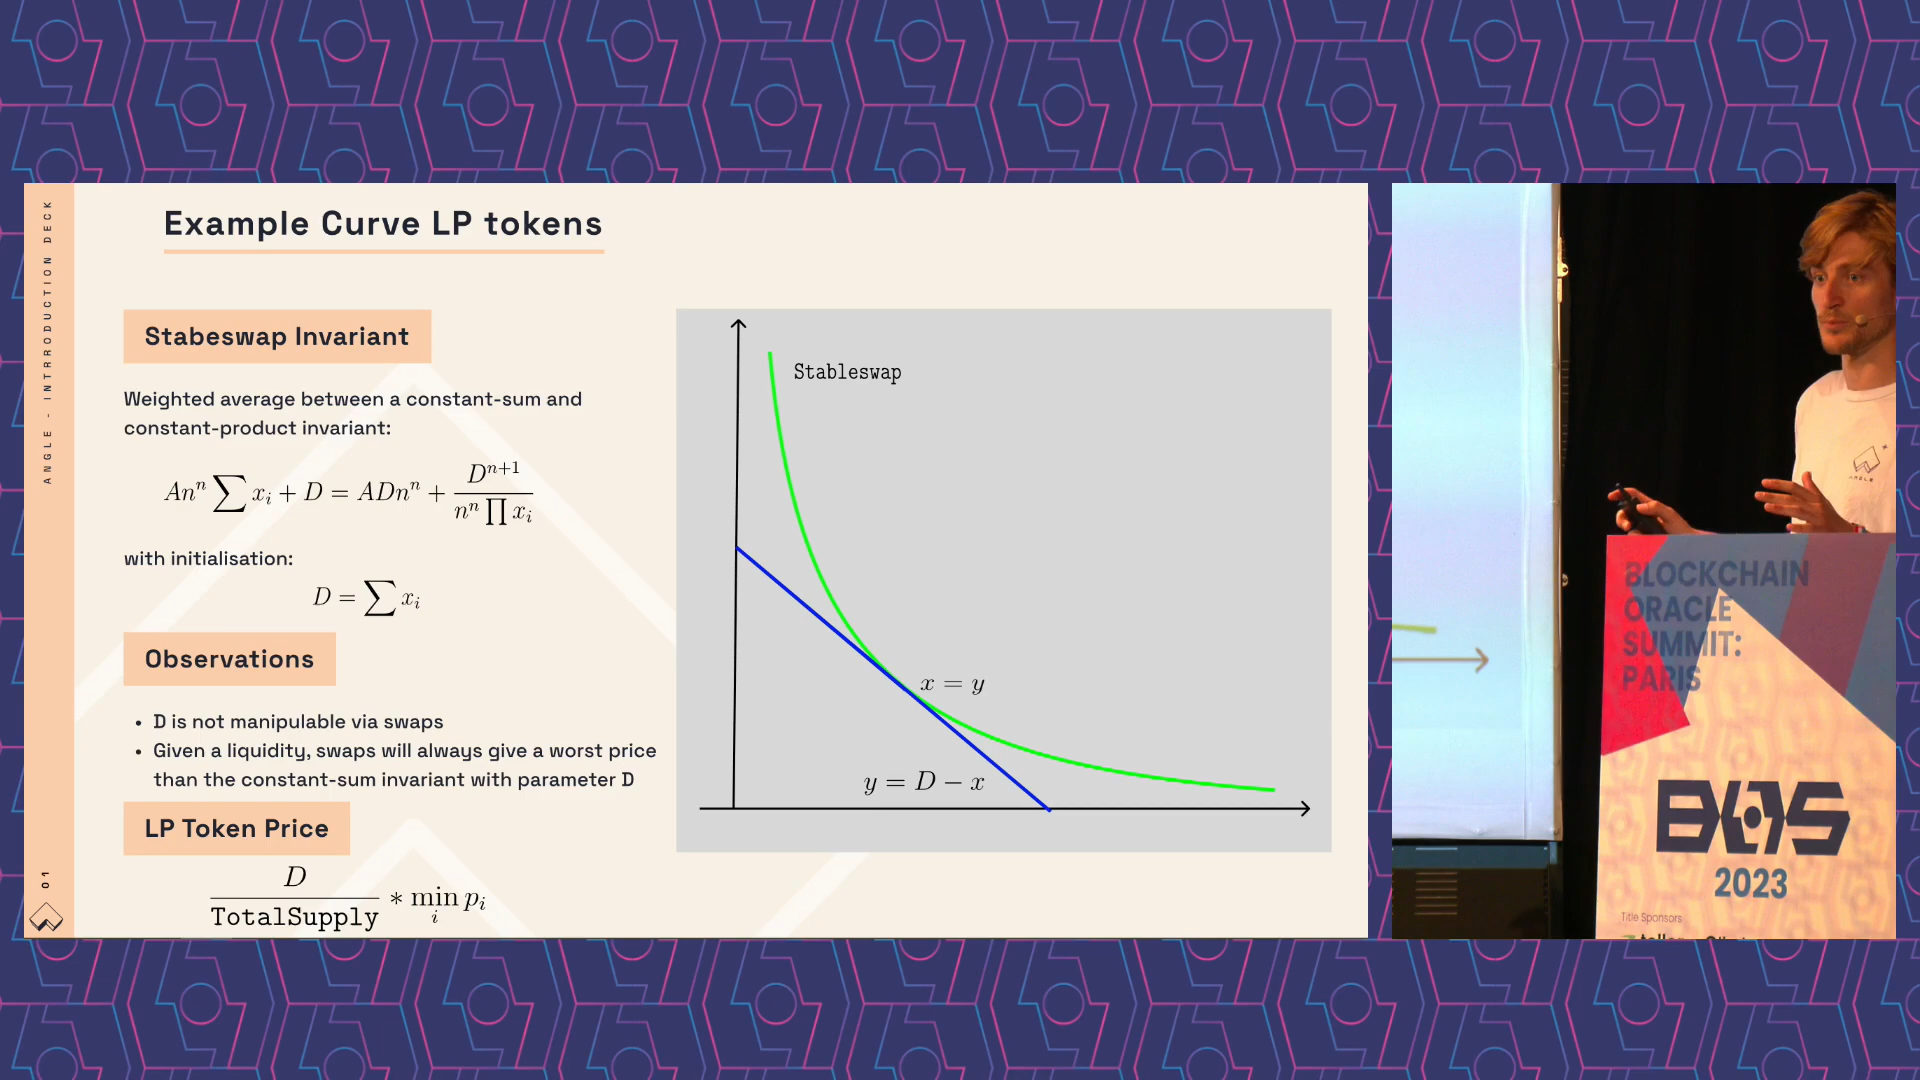 ANGLE - INTRRODUCTION DECK
01
Example Curve LP tokens
Stabeswap Invariant
Weighted average between a constant-sum and
constant-product invariant:
An^n ∑ x_i + D = ADn^n + D^{n+1} / (n^n ∏ x_i)
with initialisation:
D = ∑ x_i
Observations
• D is not manipulable via swaps
• Given a liquidity, swaps will always give a worst price
than the constant-sum invariant with parameter D
LP Token Price
D / TotalSupply * min_i p_i
Stableswap
x = y
y = D − x
ANGLE
BLOCKCHAIN
ORACLE
SUMMIT:
PARIS
BOS
2023
Title Sponsors